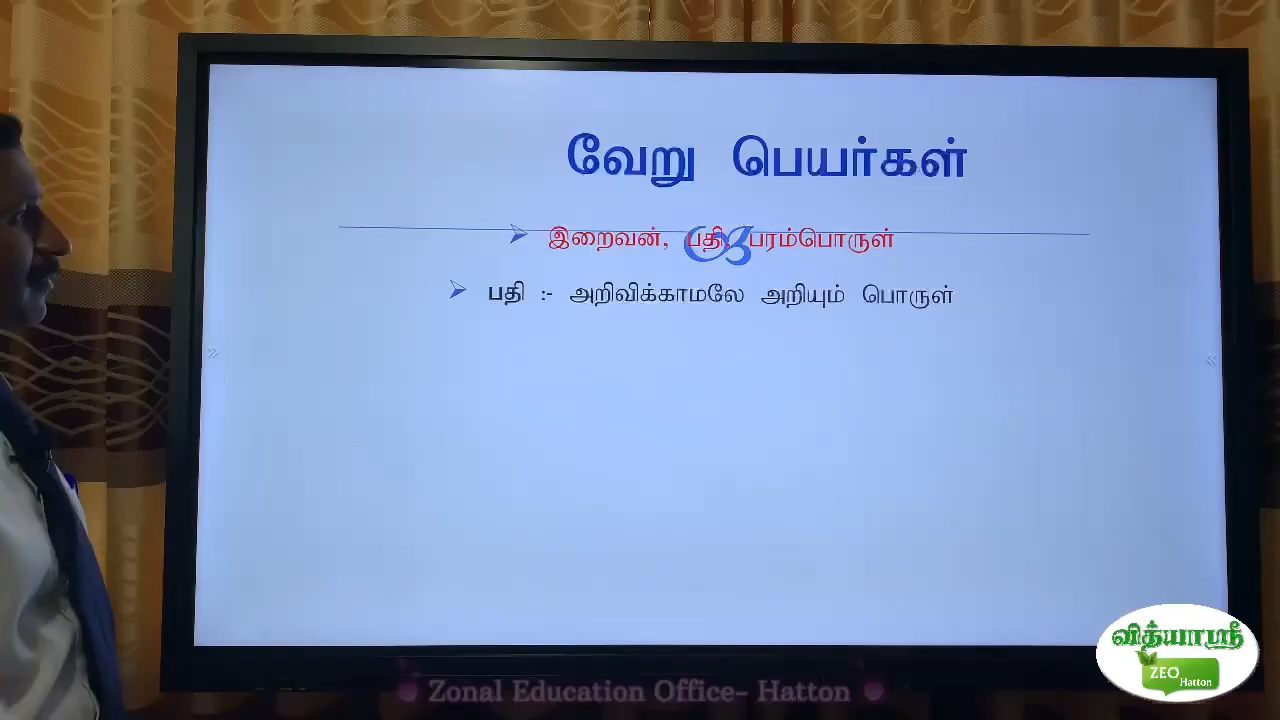 வேறு பெயர்கள்
இறைவன், பதி, பரம்பொருள்
பதி :- அறிவிக்காமலே அறியும் பொருள்
வித்யாஸ்ரீ
ZEO
Hatton
Zonal Education Office- Hatton